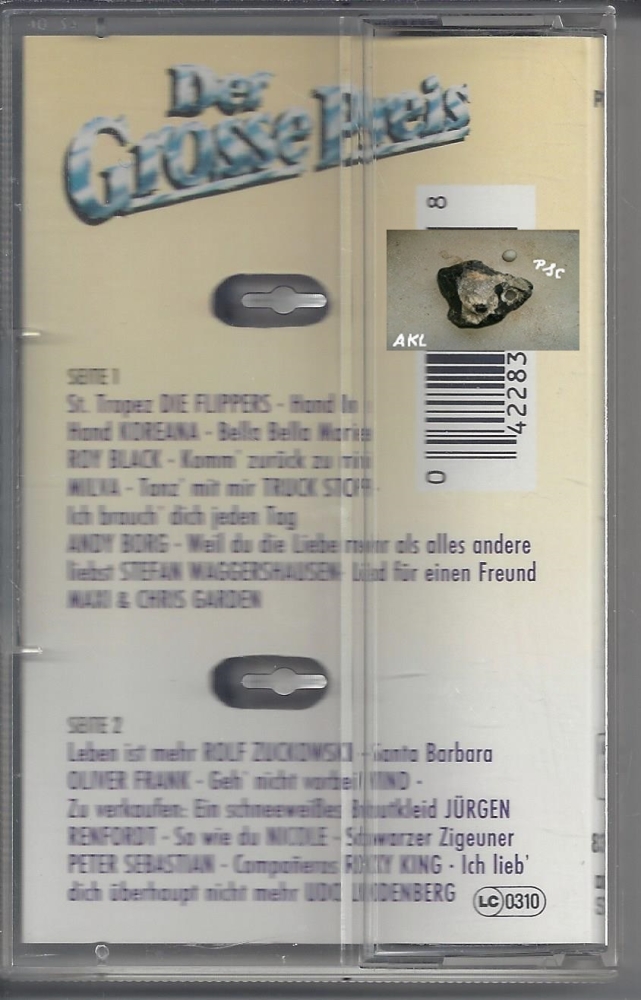 Der
Grosse Preis
8
PSC
AKL
0 42283
SEITE 1
St. Tropez DIE FLIPPERS - Hand In
Hand KOREANA - Bella Bella Marie
ROY BLACK - Komm' zurück zu mir
MILVA - Tanz' mit mir TRUCK STOP -
Ich brauch' dich jeden Tag
ANDY BORG - Weil du die Liebe mehr als alles andere
liebst STEFAN WAGGERSHAUSEN - Lied für einen Freund
MAXI & CHRIS GARDEN
SEITE 2
Leben ist mehr ROLF ZUCKOWSKI - Santa Barbara
OLIVER FRANK - Geh' nicht vorbei WIND -
Zu verkaufen: Ein schneeweißes Brautkleid JÜRGEN
RENFORDT - So wie du NICOLE - Schwarzer Zigeuner
PETER SEBASTIAN - Compañeros ROXXY KING - Ich lieb'
dich überhaupt nicht mehr UDO LINDENBERG
LC 0310